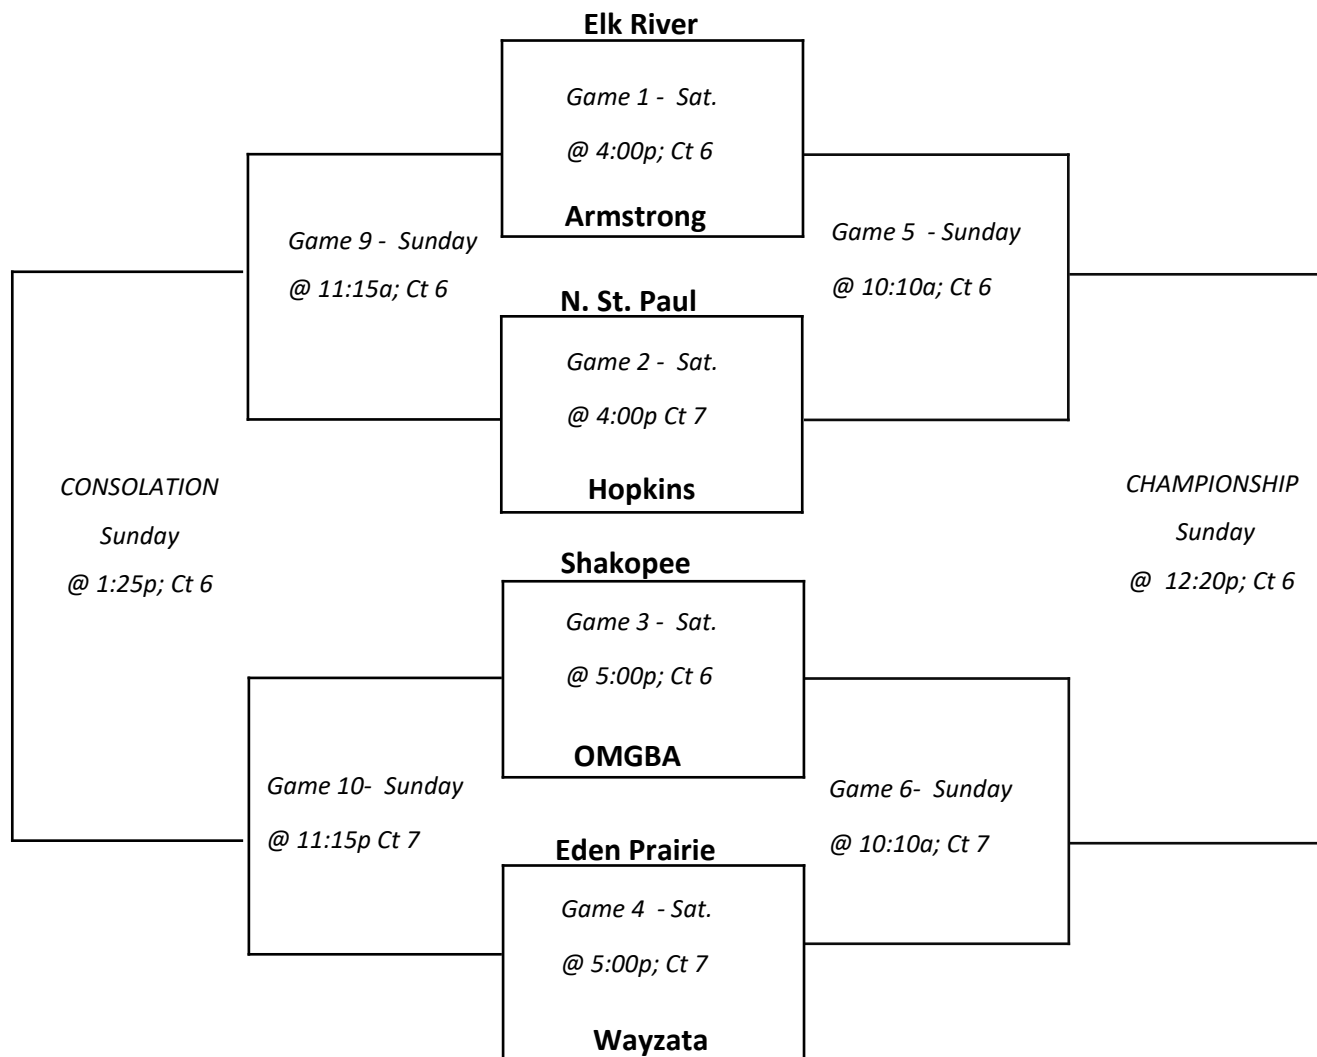 Elk River
Game 1 - Sat.
@ 4:00p; Ct 6
Armstrong
Game 9 - Sunday
@ 11:15a; Ct 6
Game 5 - Sunday
@ 10:10a; Ct 6
N. St. Paul
Game 2 - Sat.
@ 4:00p Ct 7
Hopkins
CONSOLATION
Sunday
@ 1:25p; Ct 6
CHAMPIONSHIP
Sunday
@ 12:20p; Ct 6
Shakopee
Game 3 - Sat.
@ 5:00p; Ct 6
OMGBA
Game 10- Sunday
@ 11:15p Ct 7
Game 6- Sunday
@ 10:10a; Ct 7
Eden Prairie
Game 4 - Sat.
@ 5:00p; Ct 7
Wayzata